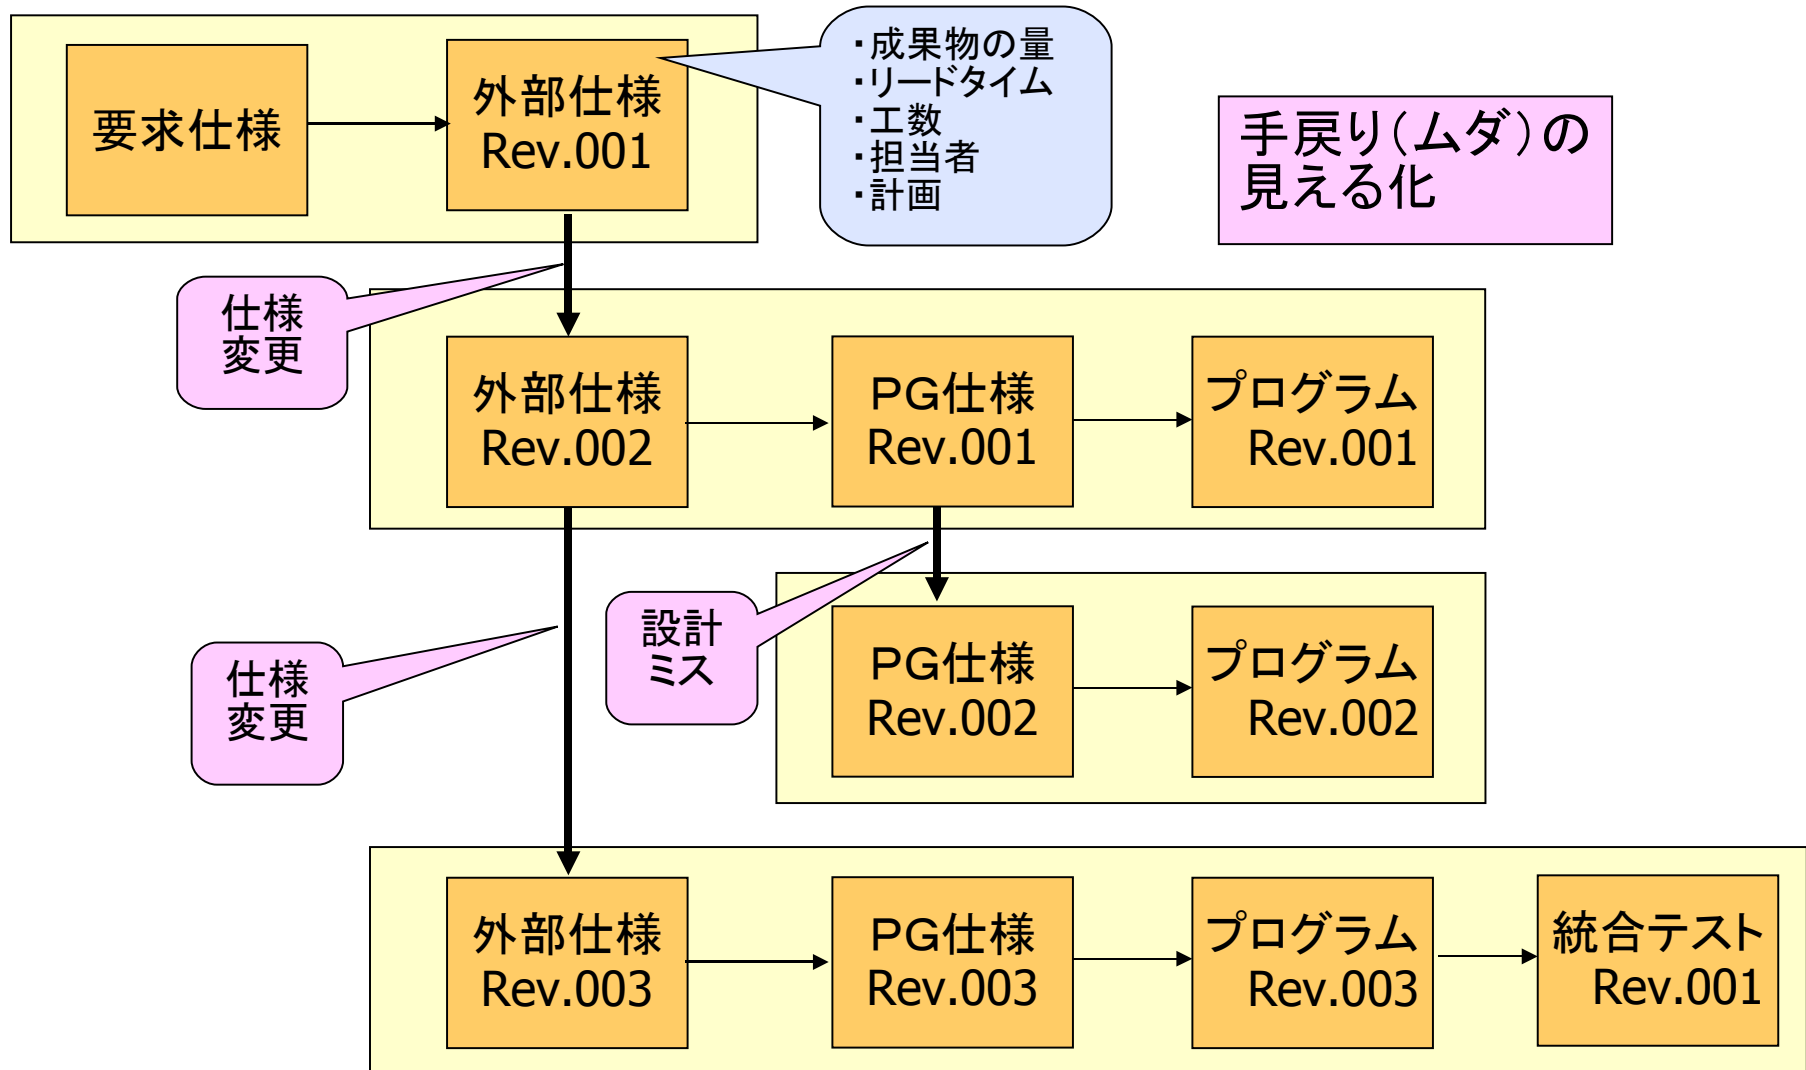 要求仕様
外部仕様
Rev.001
・成果物の量
・リードタイム
・工数
・担当者
・計画
手戻り(ムダ)の
見える化
仕様
変更
外部仕様
Rev.002
PG仕様
Rev.001
プログラム
Rev.001
設計
ミス
仕様
変更
PG仕様
Rev.002
プログラム
Rev.002
外部仕様
Rev.003
PG仕様
Rev.003
プログラム
Rev.003
統合テスト
Rev.001